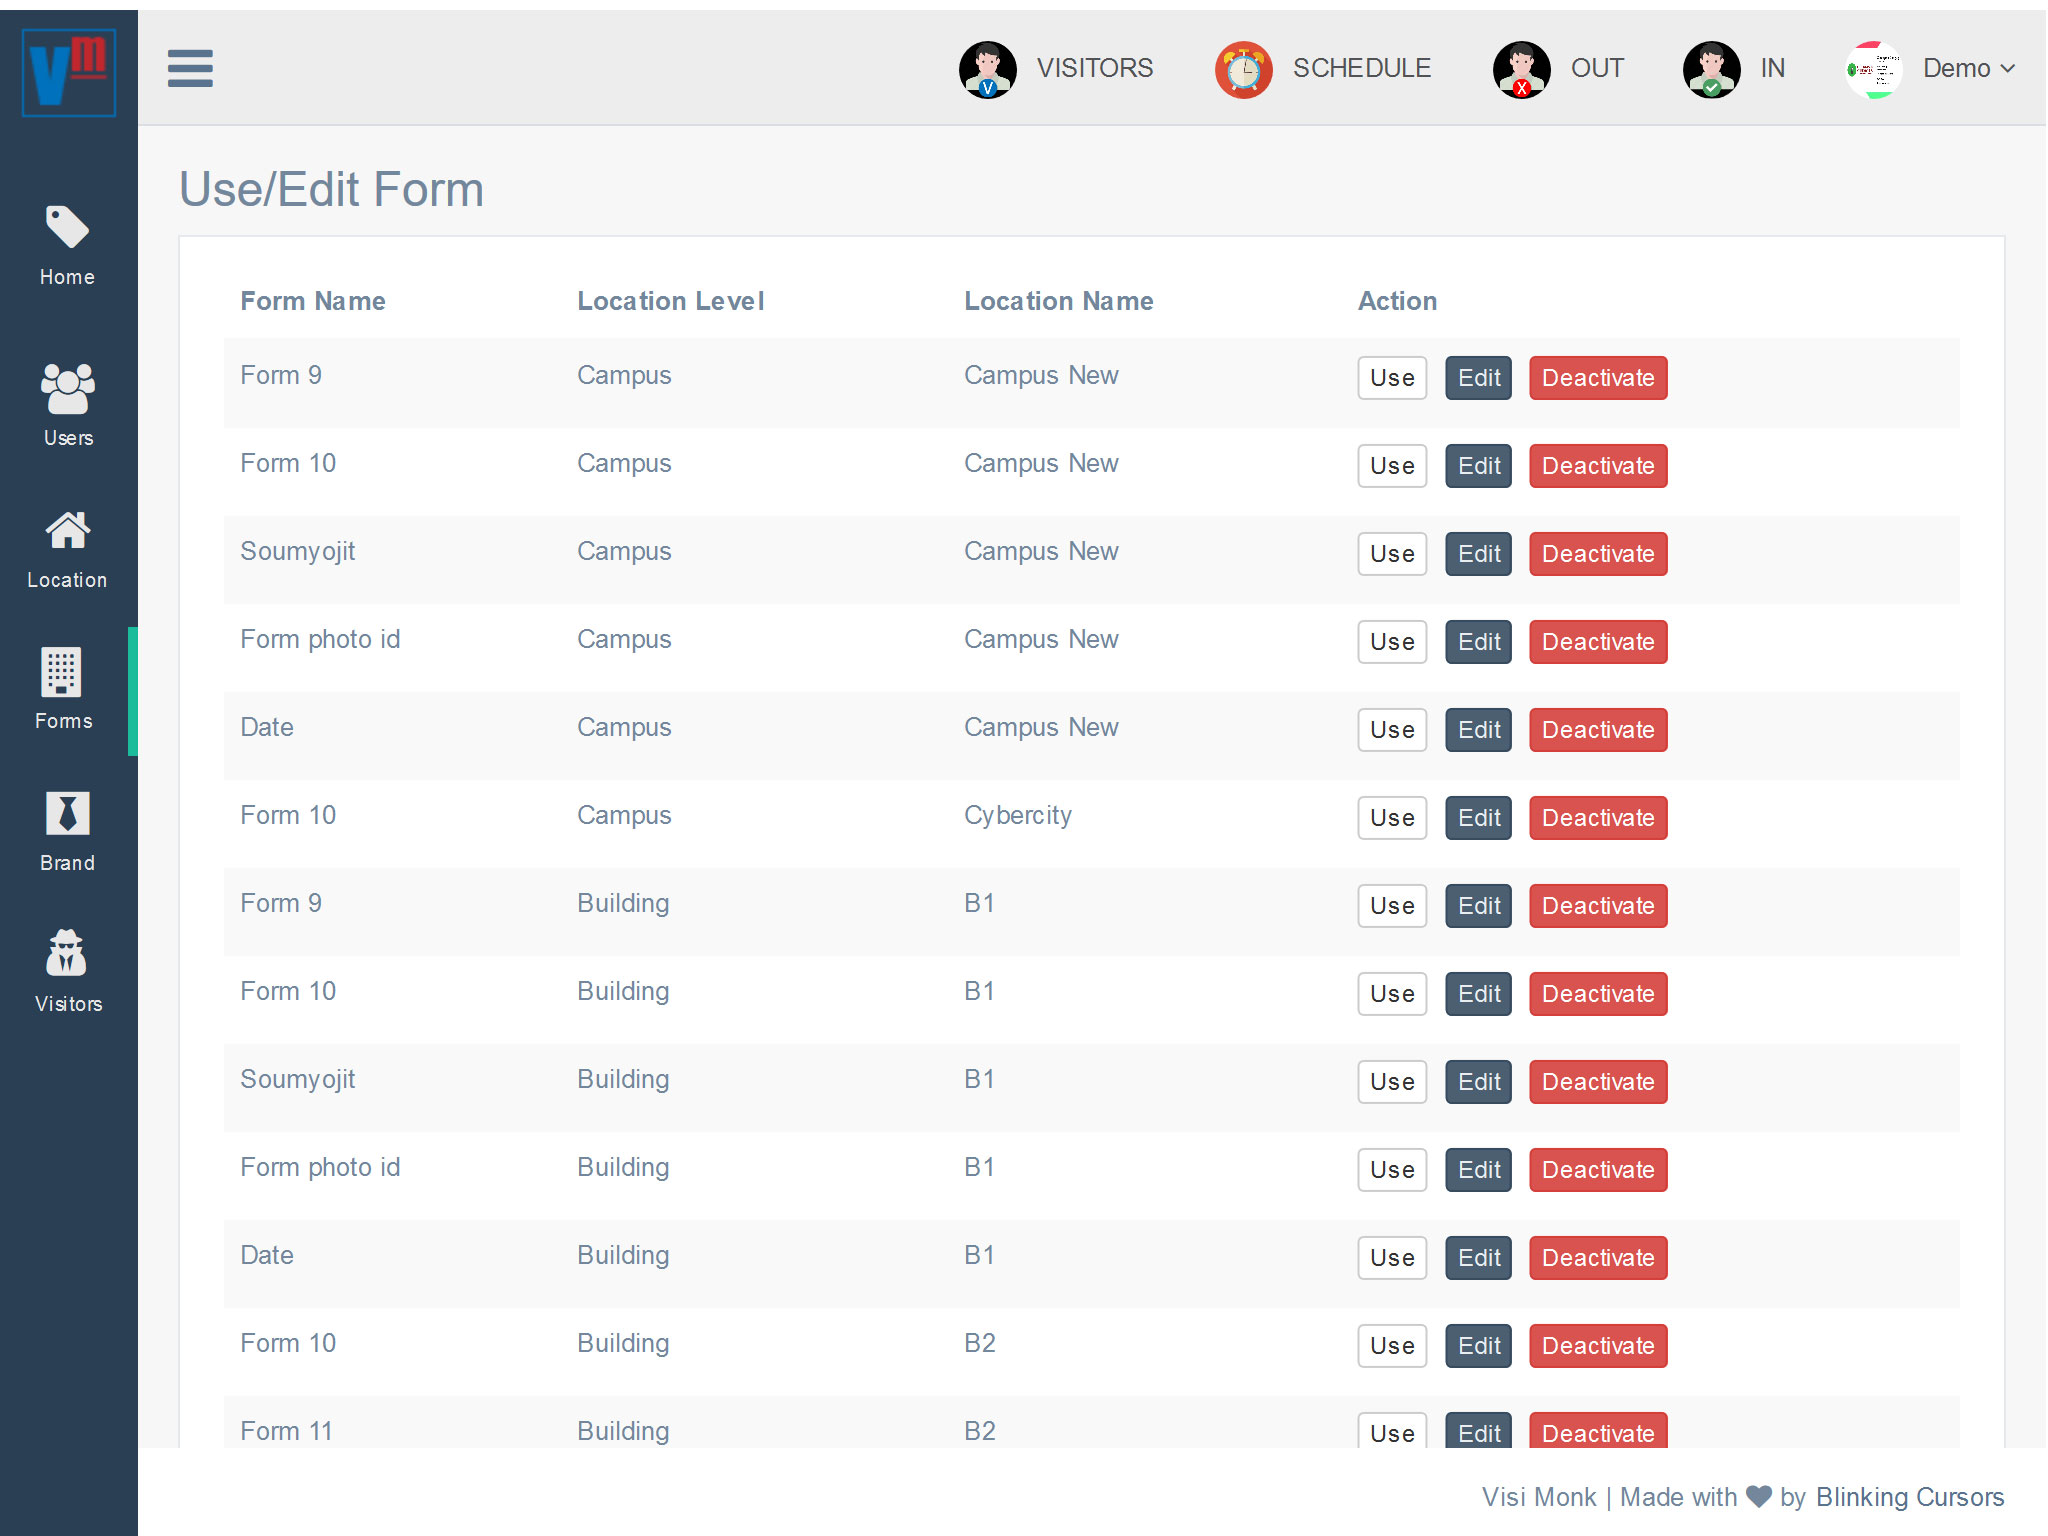 Vm
VISITORS SCHEDULE OUT IN Demo
Use/Edit Form
Home
Users
Location
Forms
Brand
Visitors
Form Name Location Level Location Name Action
Form 9 Campus Campus New Use Edit Deactivate
Form 10 Campus Campus New Use Edit Deactivate
Soumyojit Campus Campus New Use Edit Deactivate
Form photo id Campus Campus New Use Edit Deactivate
Date Campus Campus New Use Edit Deactivate
Form 10 Campus Cybercity Use Edit Deactivate
Form 9 Building B1 Use Edit Deactivate
Form 10 Building B1 Use Edit Deactivate
Soumyojit Building B1 Use Edit Deactivate
Form photo id Building B1 Use Edit Deactivate
Date Building B1 Use Edit Deactivate
Form 10 Building B2 Use Edit Deactivate
Form 11 Building B2 Use Edit Deactivate
Visi Monk | Made with ♥ by Blinking Cursors